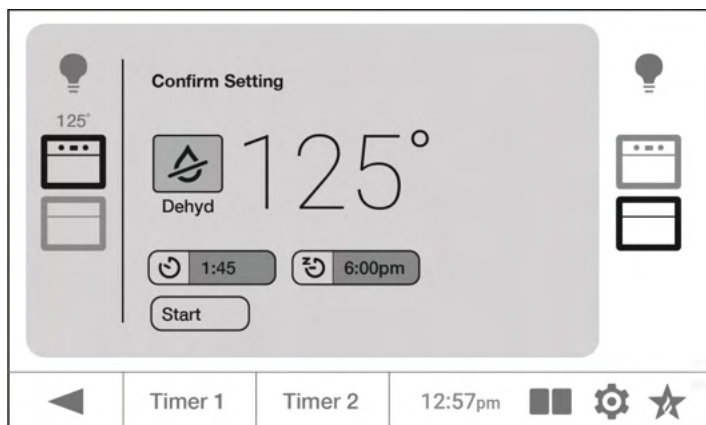 Confirm Setting
125°
125°
Dehyd
1:45
6:00pm
Start
Timer 1
Timer 2
12:57pm